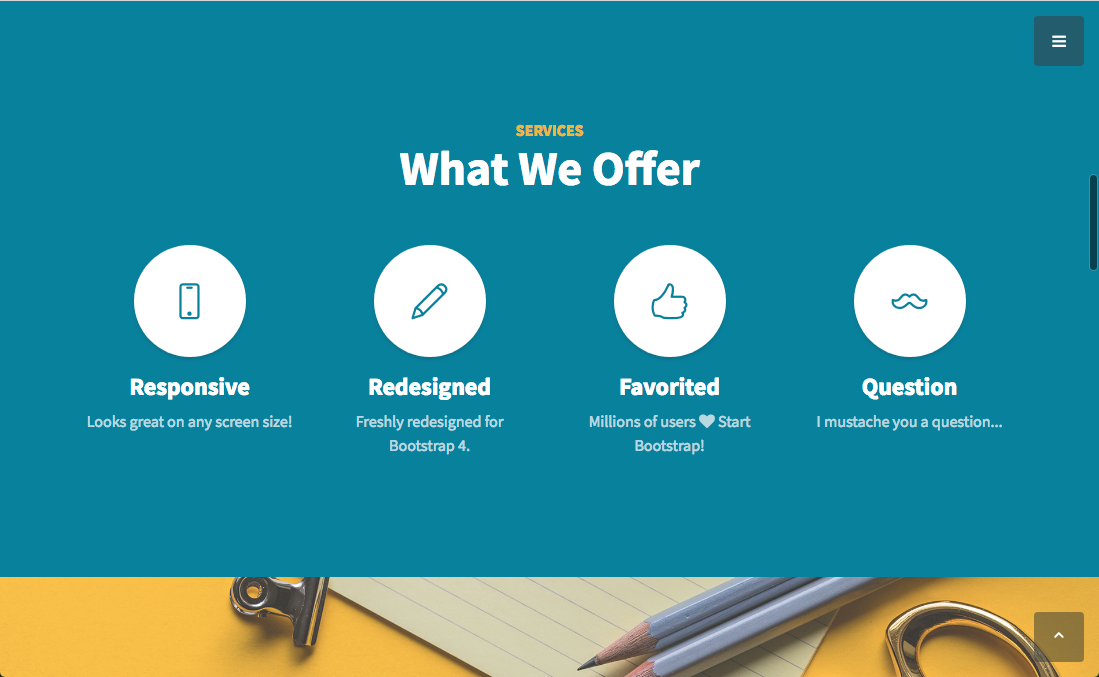 SERVICES
What We Offer
Responsive
Looks great on any screen size!
Redesigned
Freshly redesigned for
Bootstrap 4.
Favorited
Millions of users ♥ Start
Bootstrap!
Question
I mustache you a question...